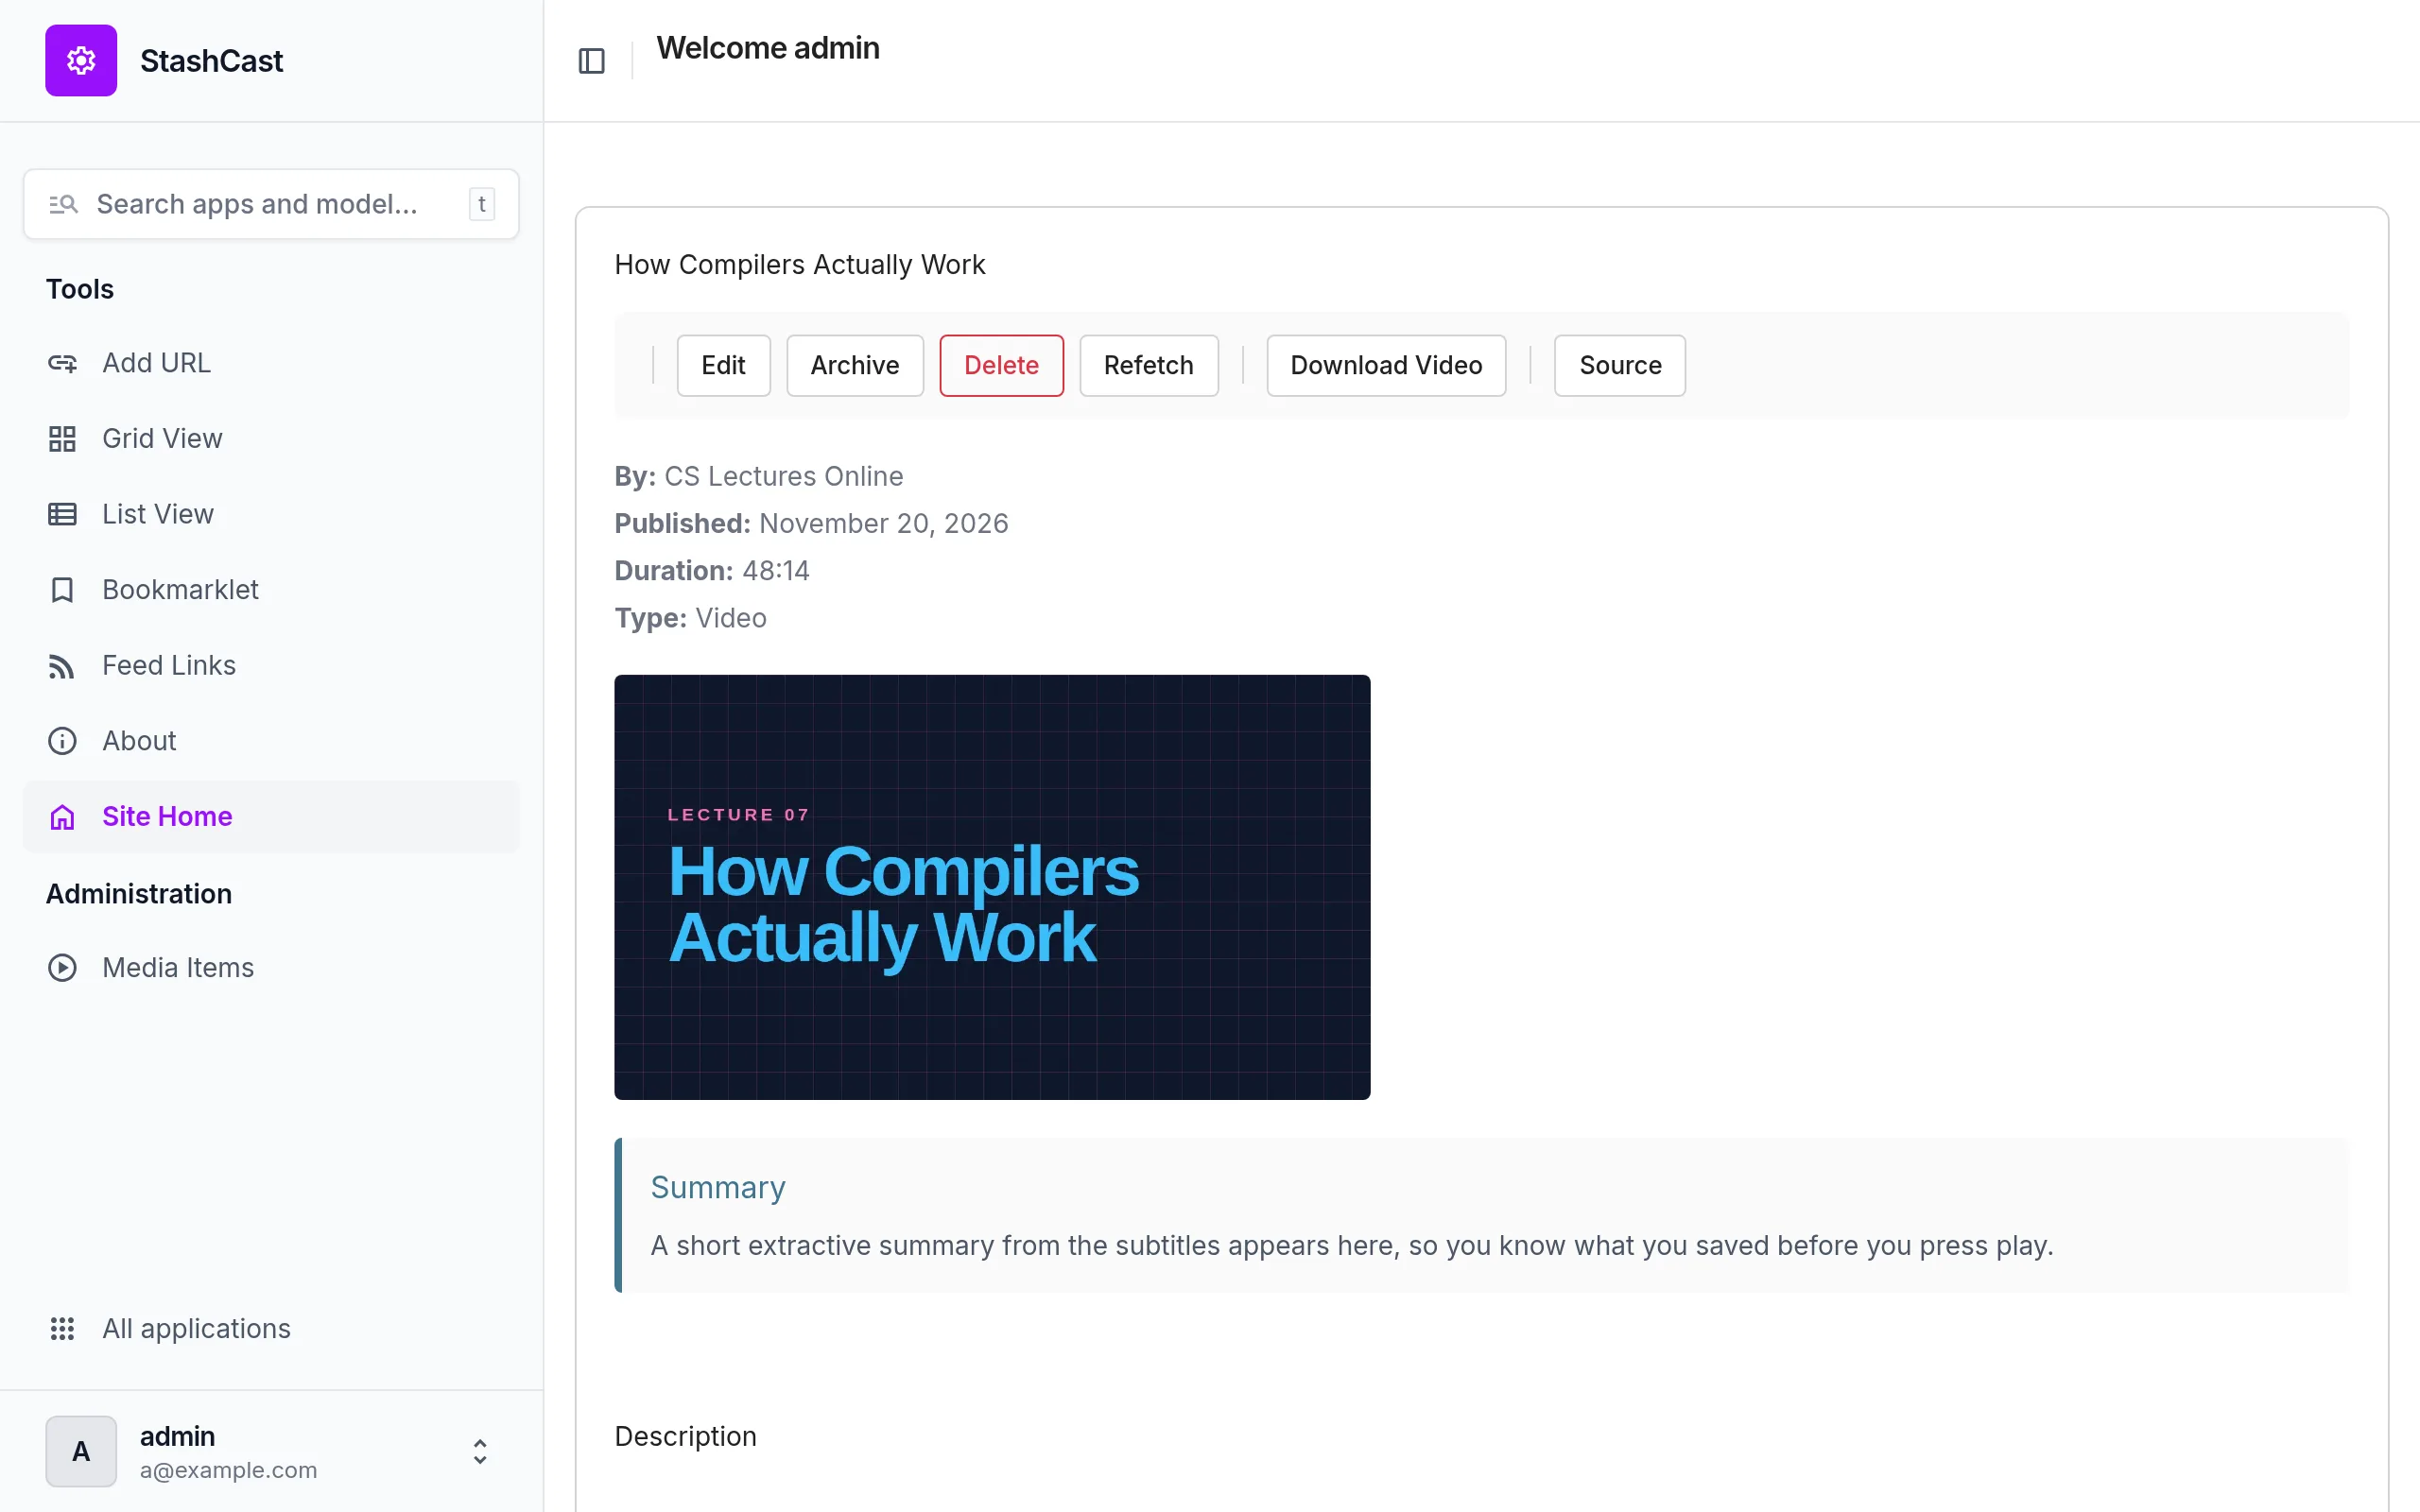 StashCast
Search apps and model...
t
Tools
Add URL
Grid View
List View
Bookmarklet
Feed Links
About
Site Home
Administration
Media Items
All applications
A
admin
a@example.com
Welcome admin
How Compilers Actually Work
Edit
Archive
Delete
Refetch
Download Video
Source
By: CS Lectures Online
Published: November 20, 2026
Duration: 48:14
Type: Video
LECTURE 07
How Compilers
Actually Work
Summary
A short extractive summary from the subtitles appears here, so you know what you saved before you press play.
Description